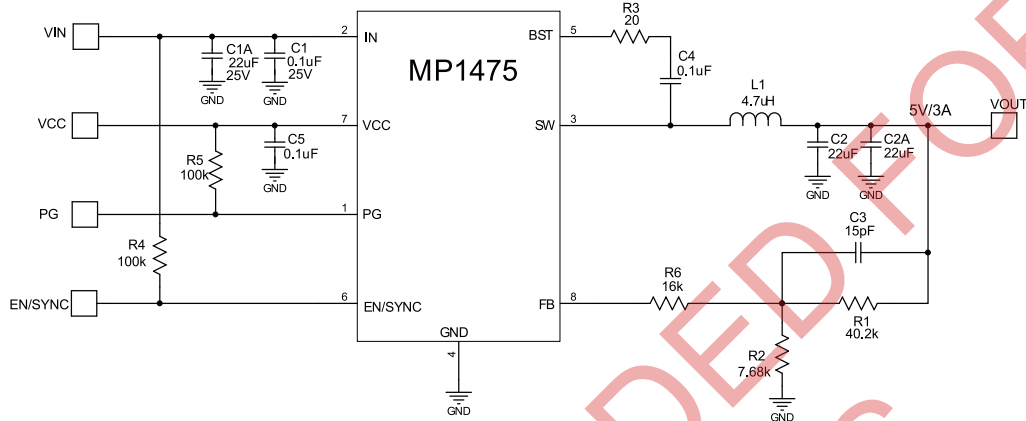 VIN
2
IN
C1A
22uF
25V
GND
C1
0.1uF
25V
GND
MP1475
BST
5
R3
20
C4
0.1uF
VCC
7
VCC
R5
100k
C5
0.1uF
GND
SW
3
L1
4.7uH
5V/3A
VOUT
C2
22uF
GND
C2A
22uF
GND
PG
1
PG
R4
100k
C3
15pF
EN/SYNC
6
EN/SYNC
FB
8
R6
16k
R1
40.2k
GND
4
GND
R2
7.68k
GND
DED FOR